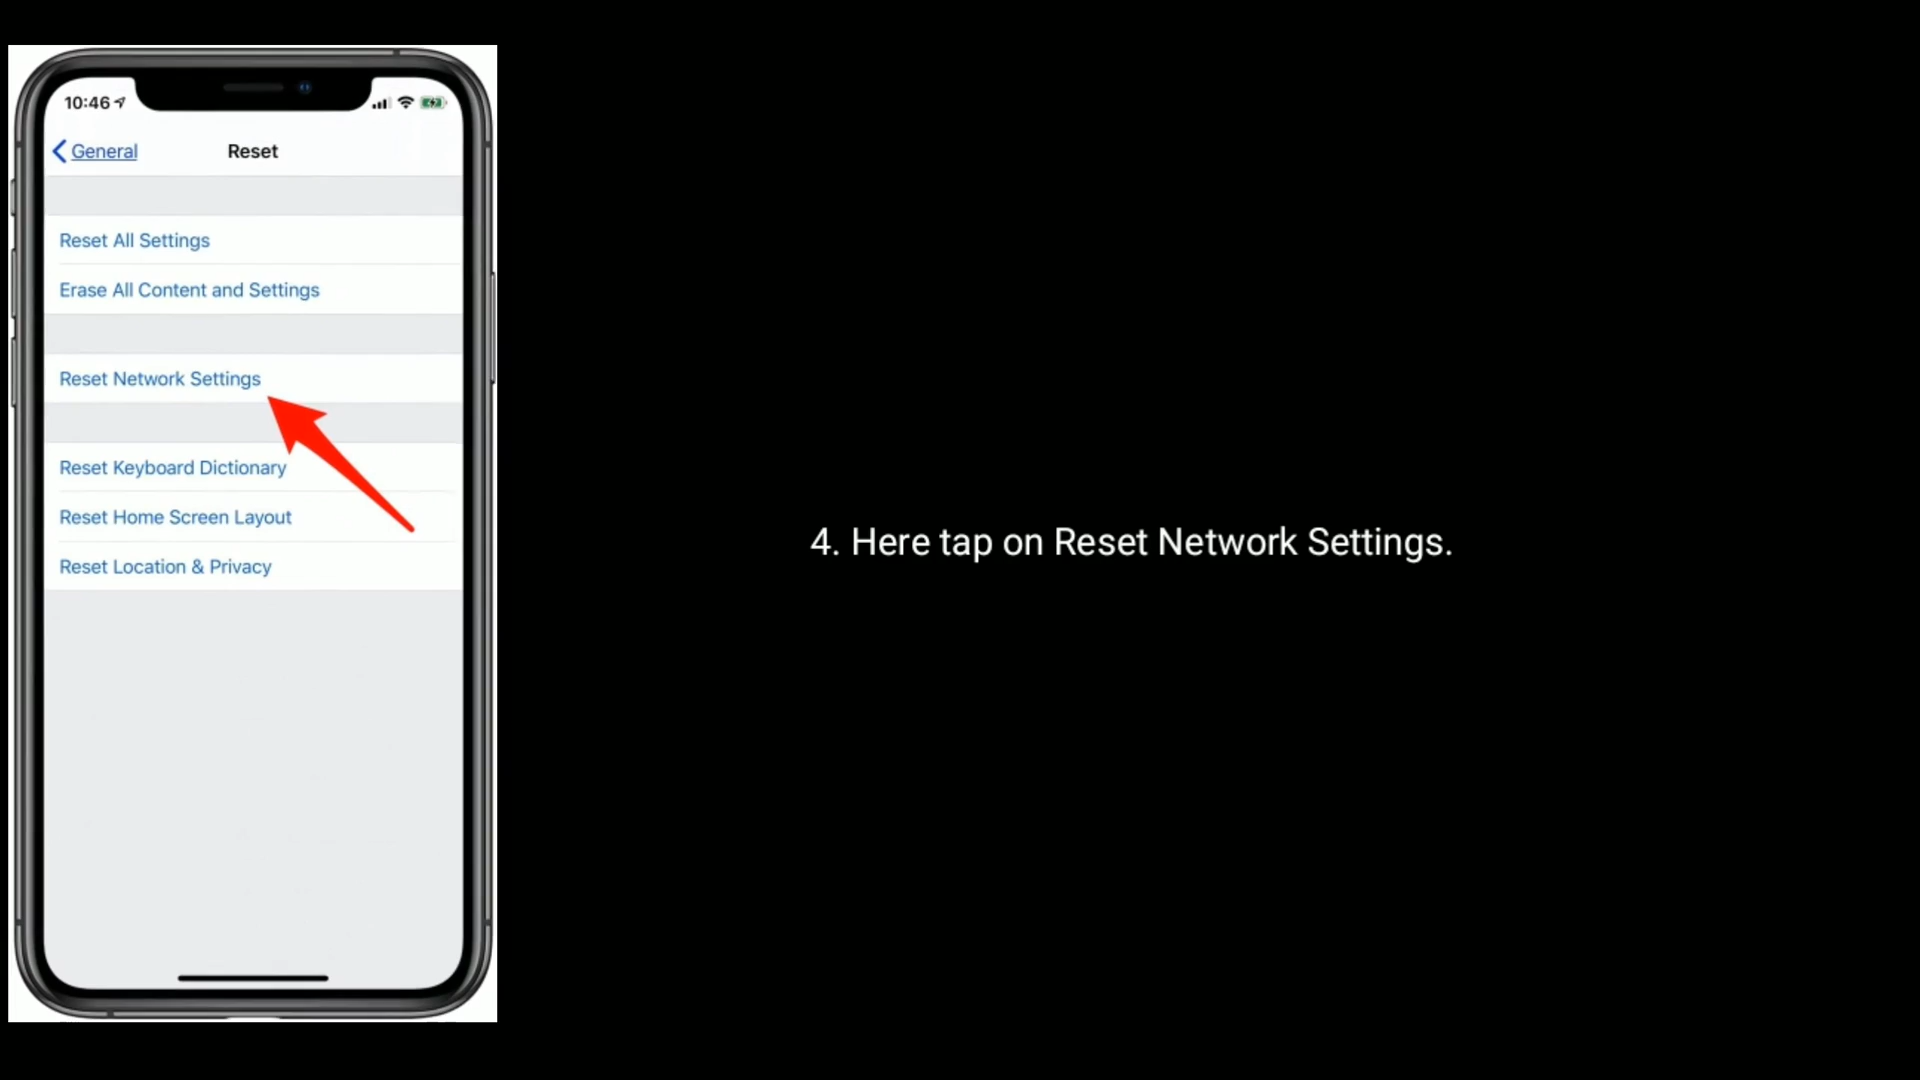 10:46
General
Reset
Reset All Settings
Erase All Content and Settings
Reset Network Settings
Reset Keyboard Dictionary
Reset Home Screen Layout
Reset Location & Privacy
4. Here tap on Reset Network Settings.